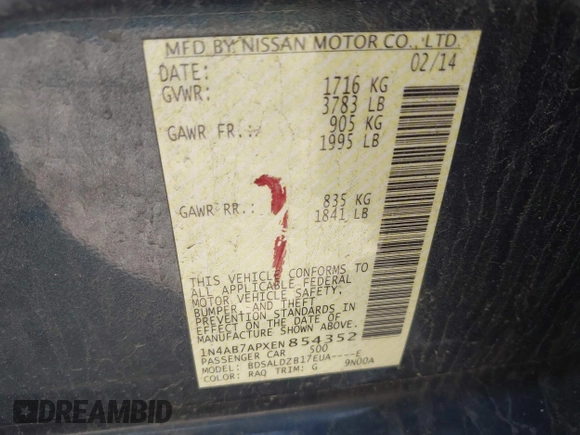 MFD BY NISSAN MOTOR CO., LTD.
DATE: 02/14
GVWR: 1716 KG
3783 LB
GAWR FR.: 905 KG
1995 LB
GAWR RR.: 835 KG
1841 LB
THIS VEHICLE CONFORMS TO
ALL APPLICABLE FEDERAL
MOTOR VEHICLE SAFETY,
BUMPER, AND THEFT
PREVENTION STANDARDS IN
EFFECT ON THE DATE OF
MANUFACTURE SHOWN ABOVE.
1N4AB7APXEN854352
PASSENGER CAR 500
MODEL: BDSALDZB17EUA----E
COLOR: RAQ TRIM: G 9N00A
DREAMBID